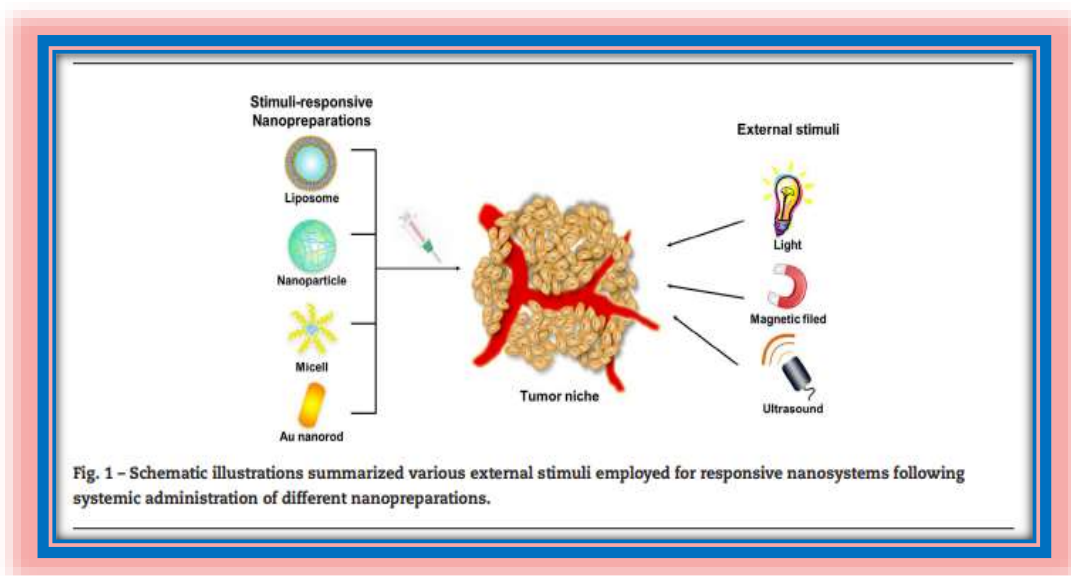 Stimuli-responsive
Nanopreparations
Liposome
Nanoparticle
Micell
Au nanorod
Tumor niche
External stimuli
Light
Magnetic filed
Ultrasound
Fig. 1 – Schematic illustrations summarized various external stimuli employed for responsive nanosystems following
systemic administration of different nanopreparations.